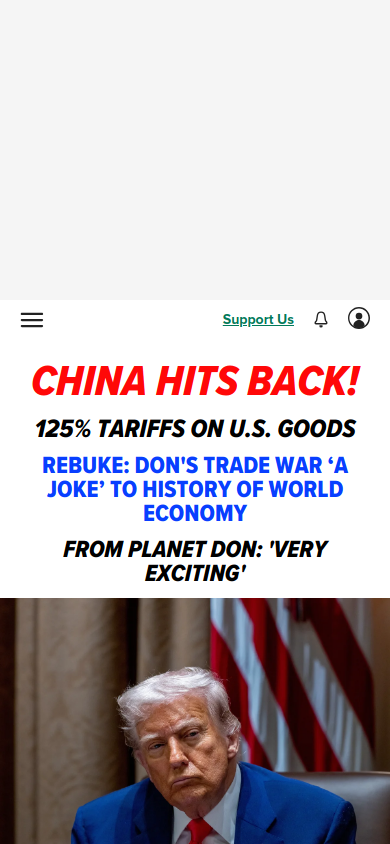 Support Us
CHINA HITS BACK!
125% TARIFFS ON U.S. GOODS
REBUKE: DON'S TRADE WAR ‘A
JOKE’ TO HISTORY OF WORLD
ECONOMY
FROM PLANET DON: 'VERY
EXCITING'